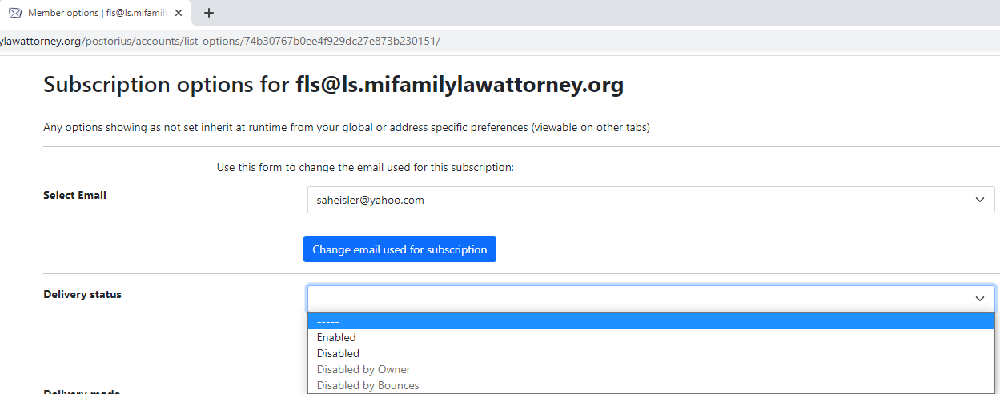 Member options | fls@ls.mifamily
ylawattorney.org/postorius/accounts/list-options/74b30767b0ee4f929dc27e873b230151/
Subscription options for fls@ls.mifamilylawattorney.org
Any options showing as not set inherit at runtime from your global or address specific preferences (viewable on other tabs)
Use this form to change the email used for this subscription:
Select Email
saheisler@yahoo.com
Change email used for subscription
Delivery status
-----
-----
Enabled
Disabled
Disabled by Owner
Disabled by Bounces
Delivery mode